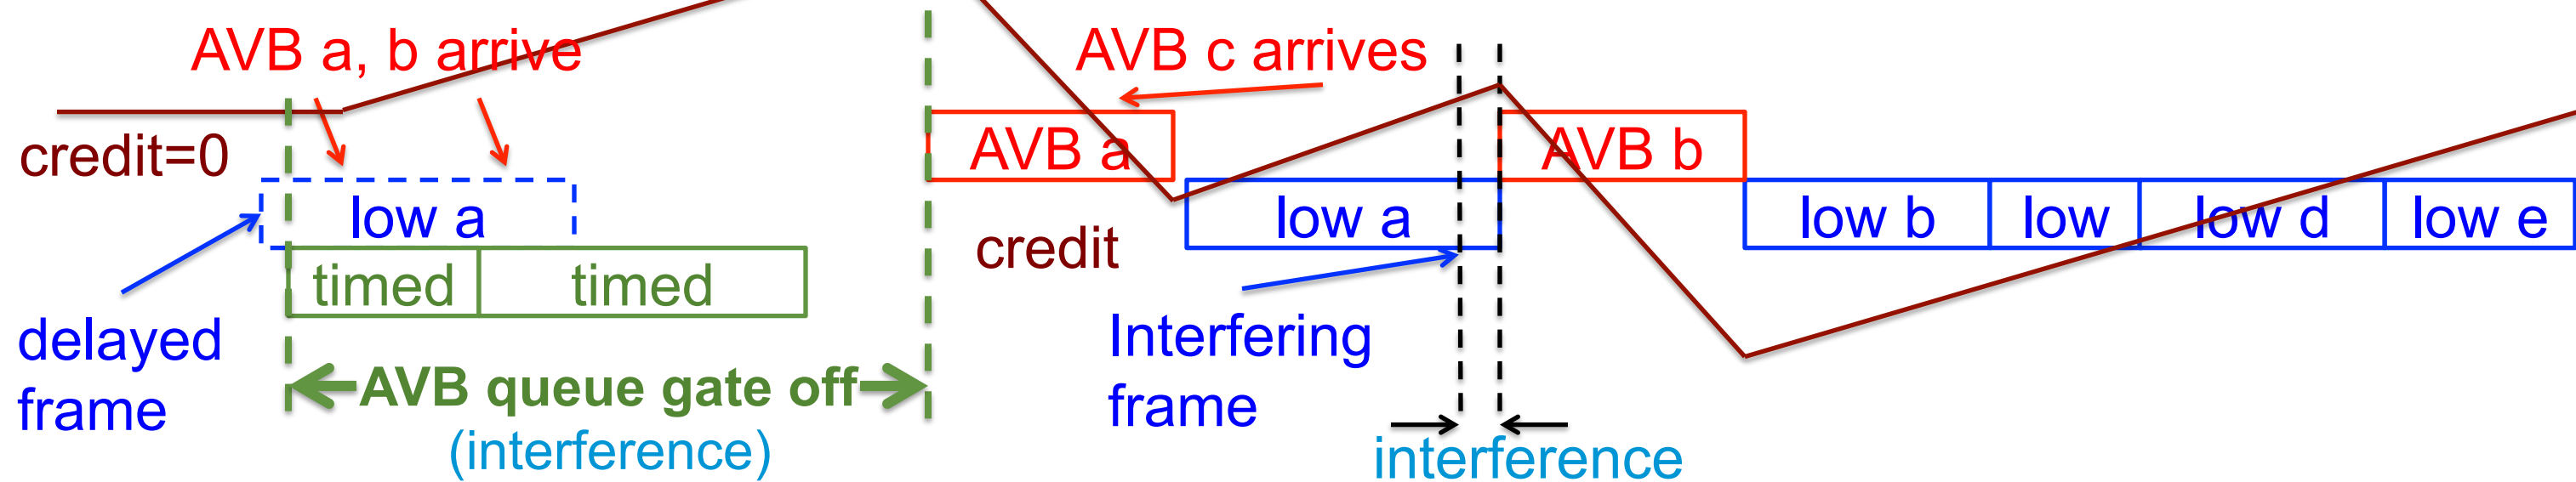 AVB a, b arrive
AVB c arrives
credit=0
AVB a
AVB b
low a
low a
low b
low
low d
low e
credit
timed
timed
delayed
frame
Interfering
frame
AVB queue gate off
(interference)
interference